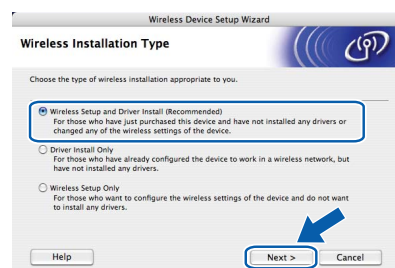 Wireless Device Setup Wizard
Wireless Installation Type
Choose the type of wireless installation appropriate to you.
Wireless Setup and Driver Install (Recommended)
For those who have just purchased this device and have not installed any drivers or
changed any of the wireless settings of the device.
Driver Install Only
For those who have already configured the device to work in a wireless network, but
have not installed any drivers.
Wireless Setup Only
For those who want to configure the wireless settings of the device and do not want
to install any drivers.
Help
Next >
Cancel